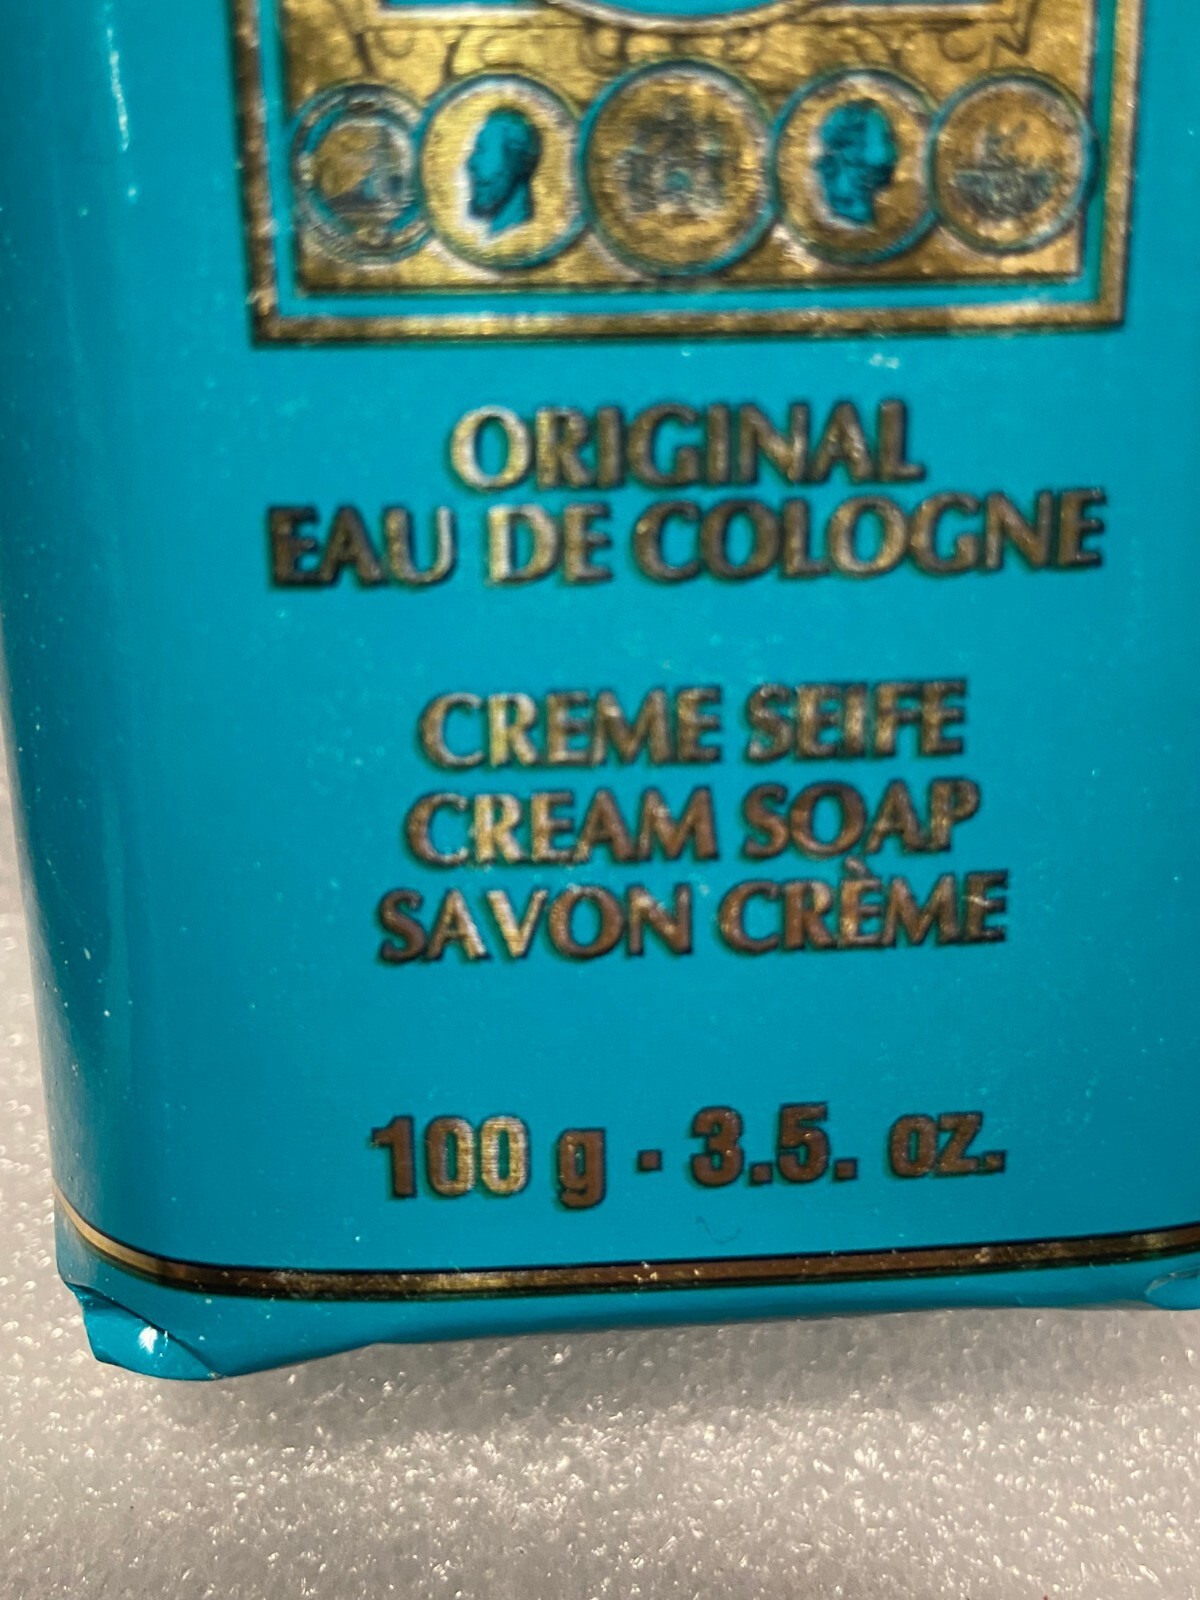 ORIGINAL
EAU DE COLOGNE
CREME SEIFE
CREAM SOAP
SAVON CRÈME
100 g · 3.5. oz.